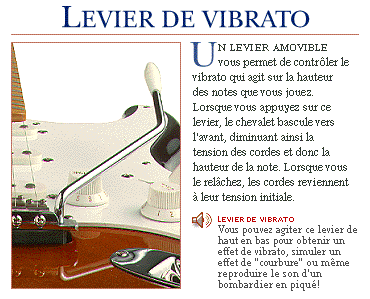 LEVIER DE VIBRATO
UN LEVIER AMOVIBLE
vous permet de contrôler le
vibrato qui agit sur la hauteur
des notes que vous jouez.
Lorsque vous appuyez sur ce
levier, le chevalet bascule vers
l'avant, diminuant ainsi la
tension des cordes et donc la
hauteur de la note. Lorsque vous
le relâchez, les cordes reviennent
à leur tension initiale.
LEVIER DE VIBRATO
Vous pouvez agiter ce levier de
haut en bas pour obtenir un
effet de vibrato, simuler un
effet de "courbure" ou même
reproduire le son d'un
bombardier en piqué!